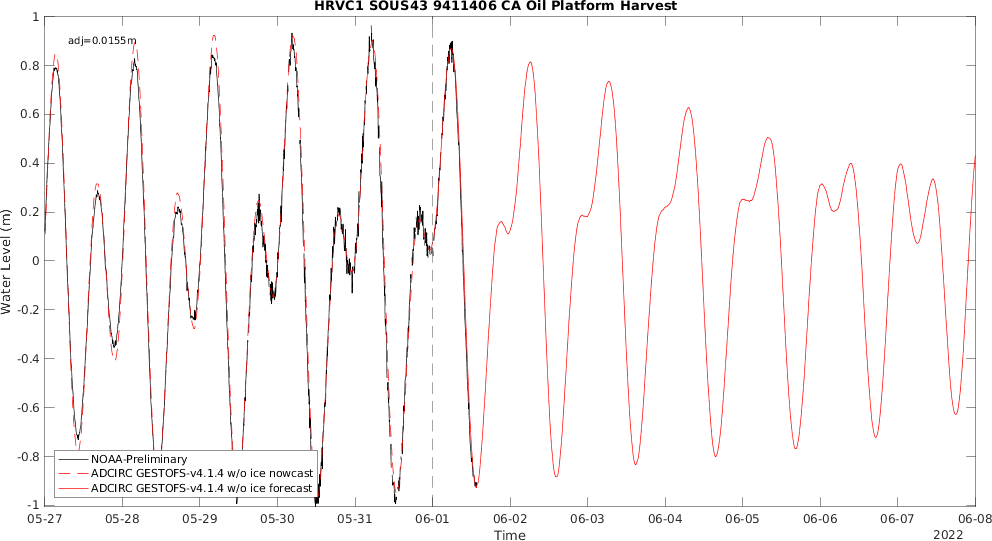 HRVC1 SOUS43 9411406 CA Oil Platform Harvest
adj=0.0155m
1
0.8
0.6
0.4
0.2
0
-0.2
-0.4
-0.6
-0.8
-1
Water Level (m)
NOAA-Preliminary
ADCIRC GESTOFS-v4.1.4 w/o ice nowcast
ADCIRC GESTOFS-v4.1.4 w/o ice forecast
05-27 05-28 05-29 05-30 05-31 06-01 06-02 06-03 06-04 06-05 06-06 06-07 06-08
Time
2022